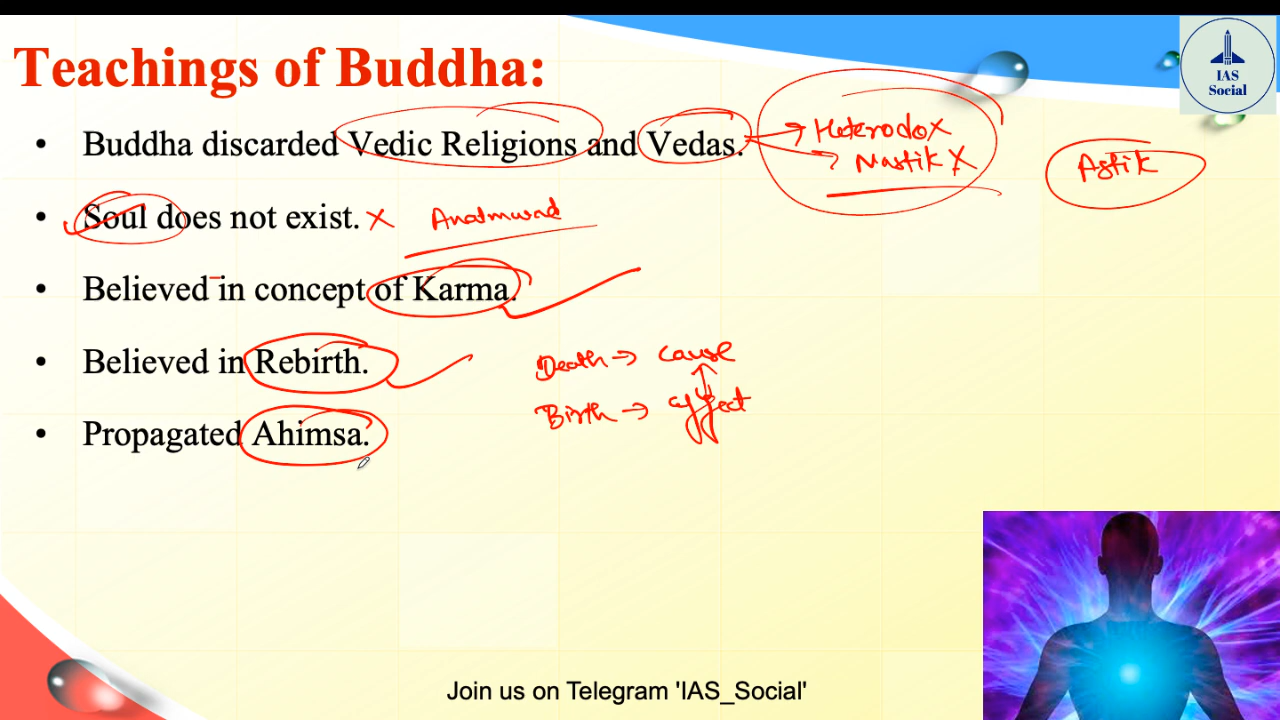 Teachings of Buddha:
IAS
Social
• Buddha discarded Vedic Religions and Vedas.
Heterodox
Nastik X
Astik
• Soul does not exist. X Anatmwad
• Believed in concept of Karma.
• Believed in Rebirth.
Death → cause
Birth → effect
• Propagated Ahimsa.
Join us on Telegram 'IAS_Social'